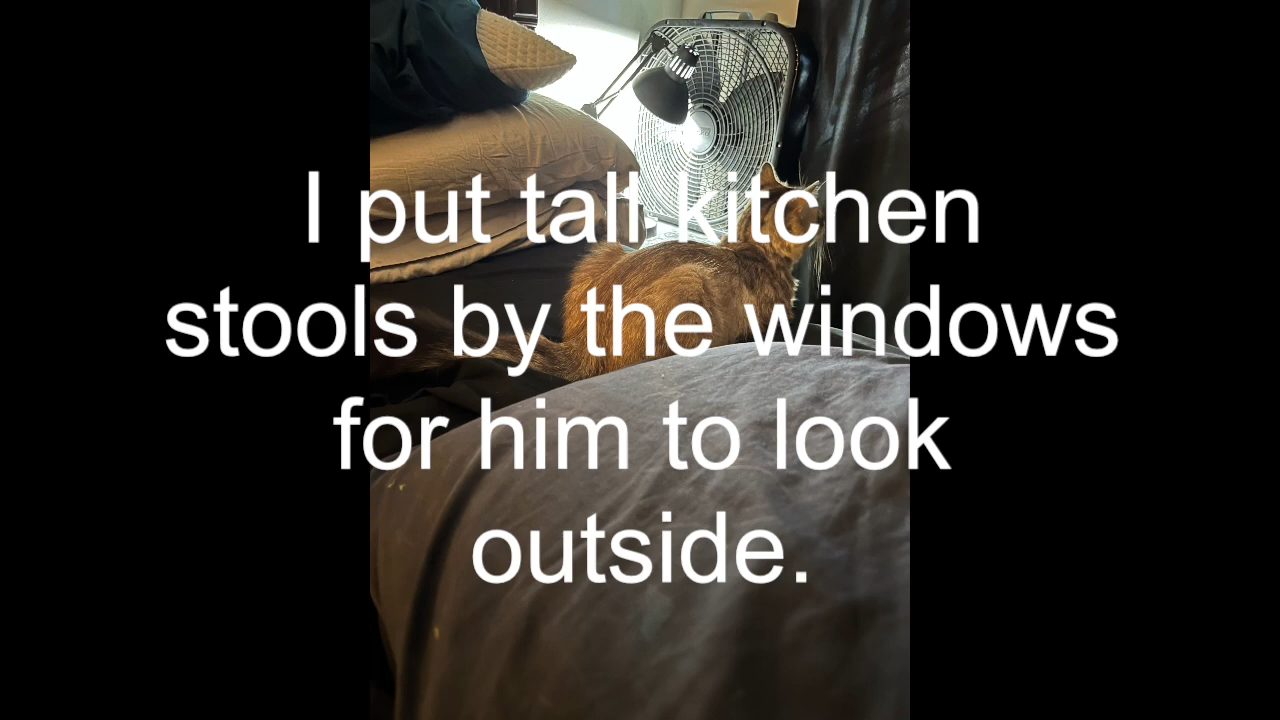 I put tall kitchen
stools by the windows
for him to look
outside.